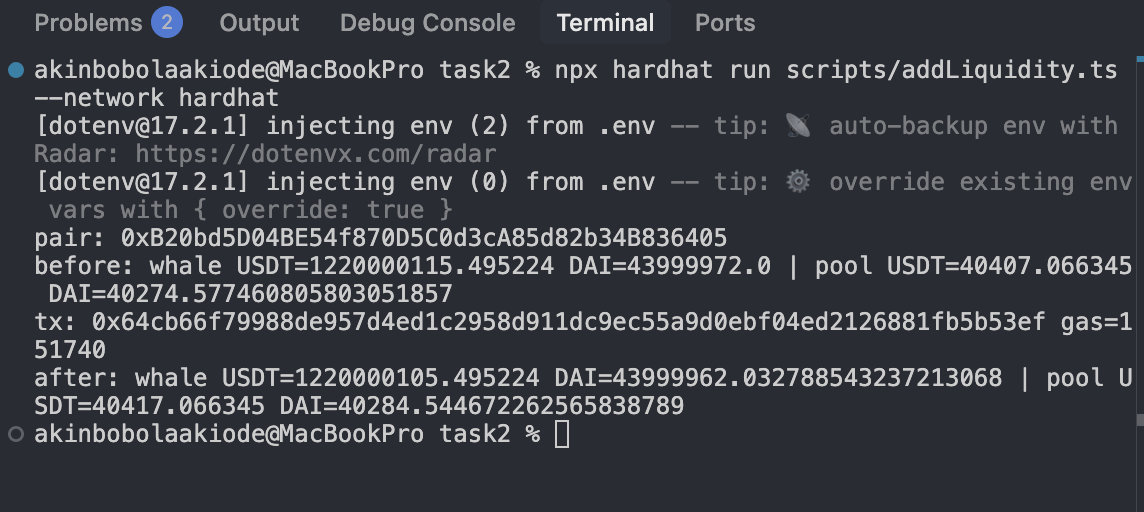 Problems 2 Output Debug Console Terminal Ports
akinbobolaakiode@MacBookPro task2 % npx hardhat run scripts/addLiquidity.ts
--network hardhat
[dotenv@17.2.1] injecting env (2) from .env -- tip: 📡 auto-backup env with
Radar: https://dotenvx.com/radar
[dotenv@17.2.1] injecting env (0) from .env -- tip: ⚙️ override existing env
vars with { override: true }
pair: 0xB20bd5D04BE54f870D5C0d3cA85d82b34B836405
before: whale USDT=1220000115.495224 DAI=43999972.0 | pool USDT=40407.066345
DAI=40274.577460805803051857
tx: 0x64cb66f79988de957d4ed1c2958d911dc9ec55a9d0ebf04ed2126881fb5b53ef gas=1
51740
after: whale USDT=1220000105.495224 DAI=43999962.032788543237213068 | pool U
SDT=40417.066345 DAI=40284.544672262565838789
akinbobolaakiode@MacBookPro task2 %